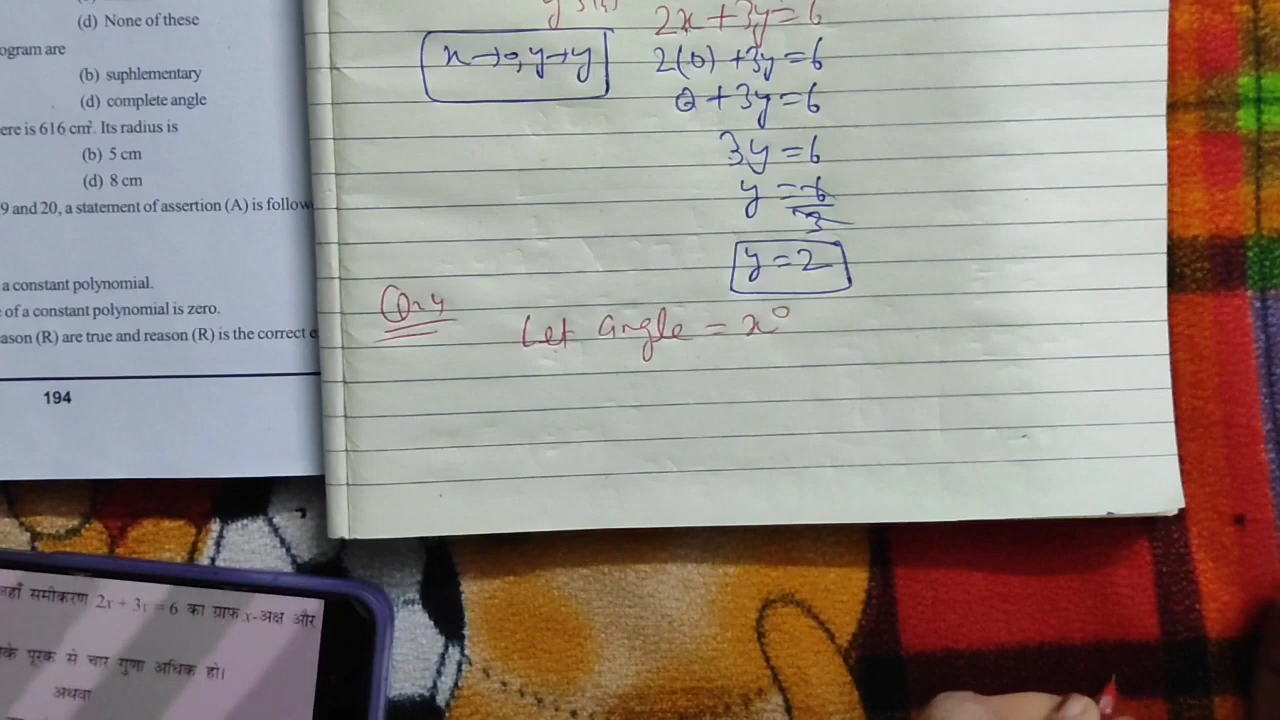 (d) None of these
ogram are
(b) suphlementary
(d) complete angle
ere is 616 cm². Its radius is
(b) 5 cm
(d) 8 cm
9 and 20, a statement of assertion (A) is follow
a constant polynomial.
of a constant polynomial is zero.
ason (R) are true and reason (R) is the correct
194
2x + 3y = 6
x→0, y→y
2(0) + 3y = 6
0 + 3y = 6
3y = 6
y = 6/3
y = 2
Q~4
Let angle = x°
समीकरण 2x + 3y = 6 का ग्राफ x-अक्ष और
के पूरक से चार गुणा अधिक हो।
अथवा